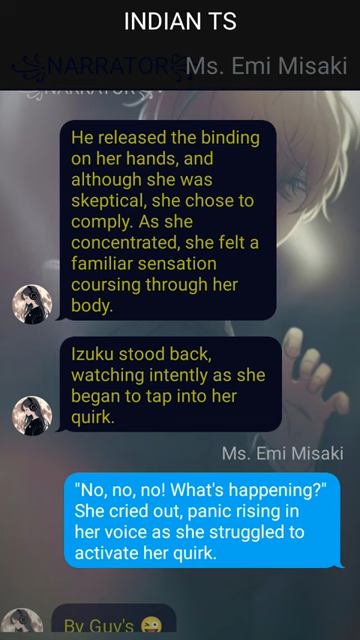 INDIAN TS
꧁NARRATOR꧂ Ms. Emi Misaki
He released the binding
on her hands, and
although she was
skeptical, she chose to
comply. As she
concentrated, she felt a
familiar sensation
coursing through her
body.
Izuku stood back,
watching intently as she
began to tap into her
quirk.
Ms. Emi Misaki
"No, no, no! What's happening?"
She cried out, panic rising in
her voice as she struggled to
activate her quirk.
By Guy's 😜